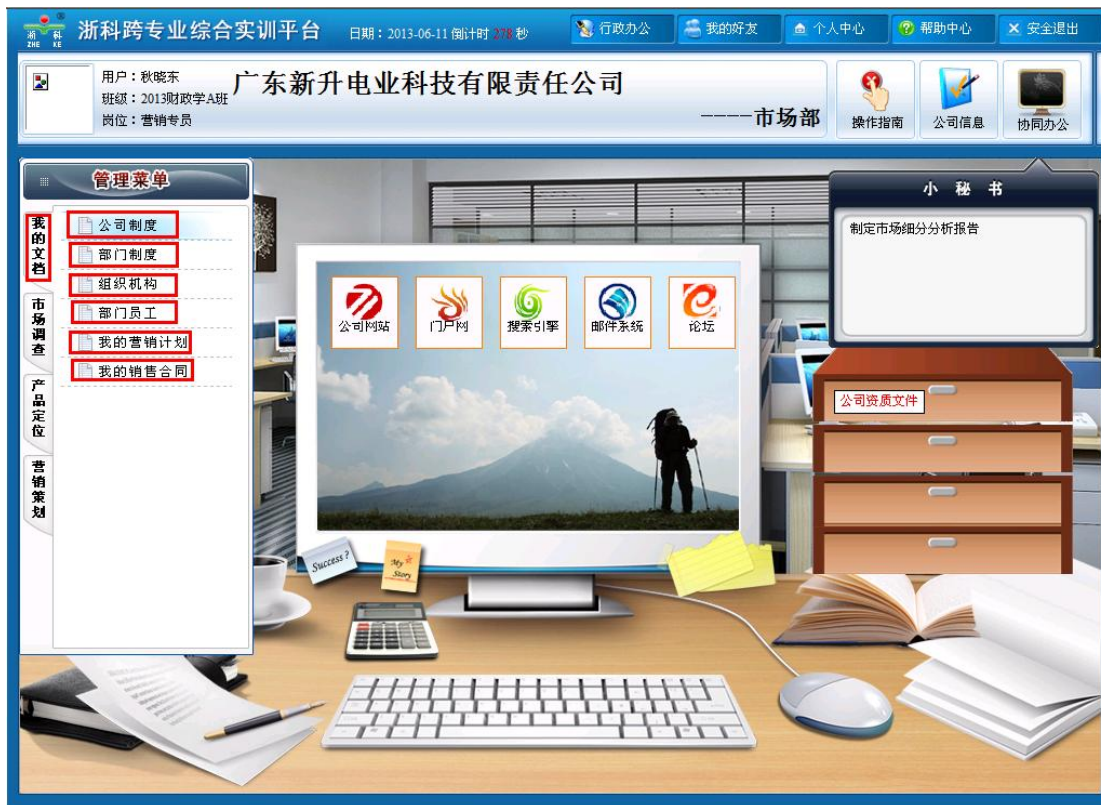 浙科
ZHE KE
浙科跨专业综合实训平台
日期：2013-06-11 倒计时 278 秒
行政办公
我的好友
个人中心
帮助中心
安全退出
用户：秋晓东
班级：2013财政学A班
岗位：营销专员
广东新升电业科技有限责任公司
----市场部
操作指南
公司信息
协同办公
管理菜单
我的文档
市场调查
产品定位
营销策划
公司制度
部门制度
组织机构
部门员工
我的营销计划
我的销售合同
公司网站
门户网
搜索引擎
邮件系统
论坛
小 秘 书
制定市场细分分析报告
公司资质文件
Success?
My
Story